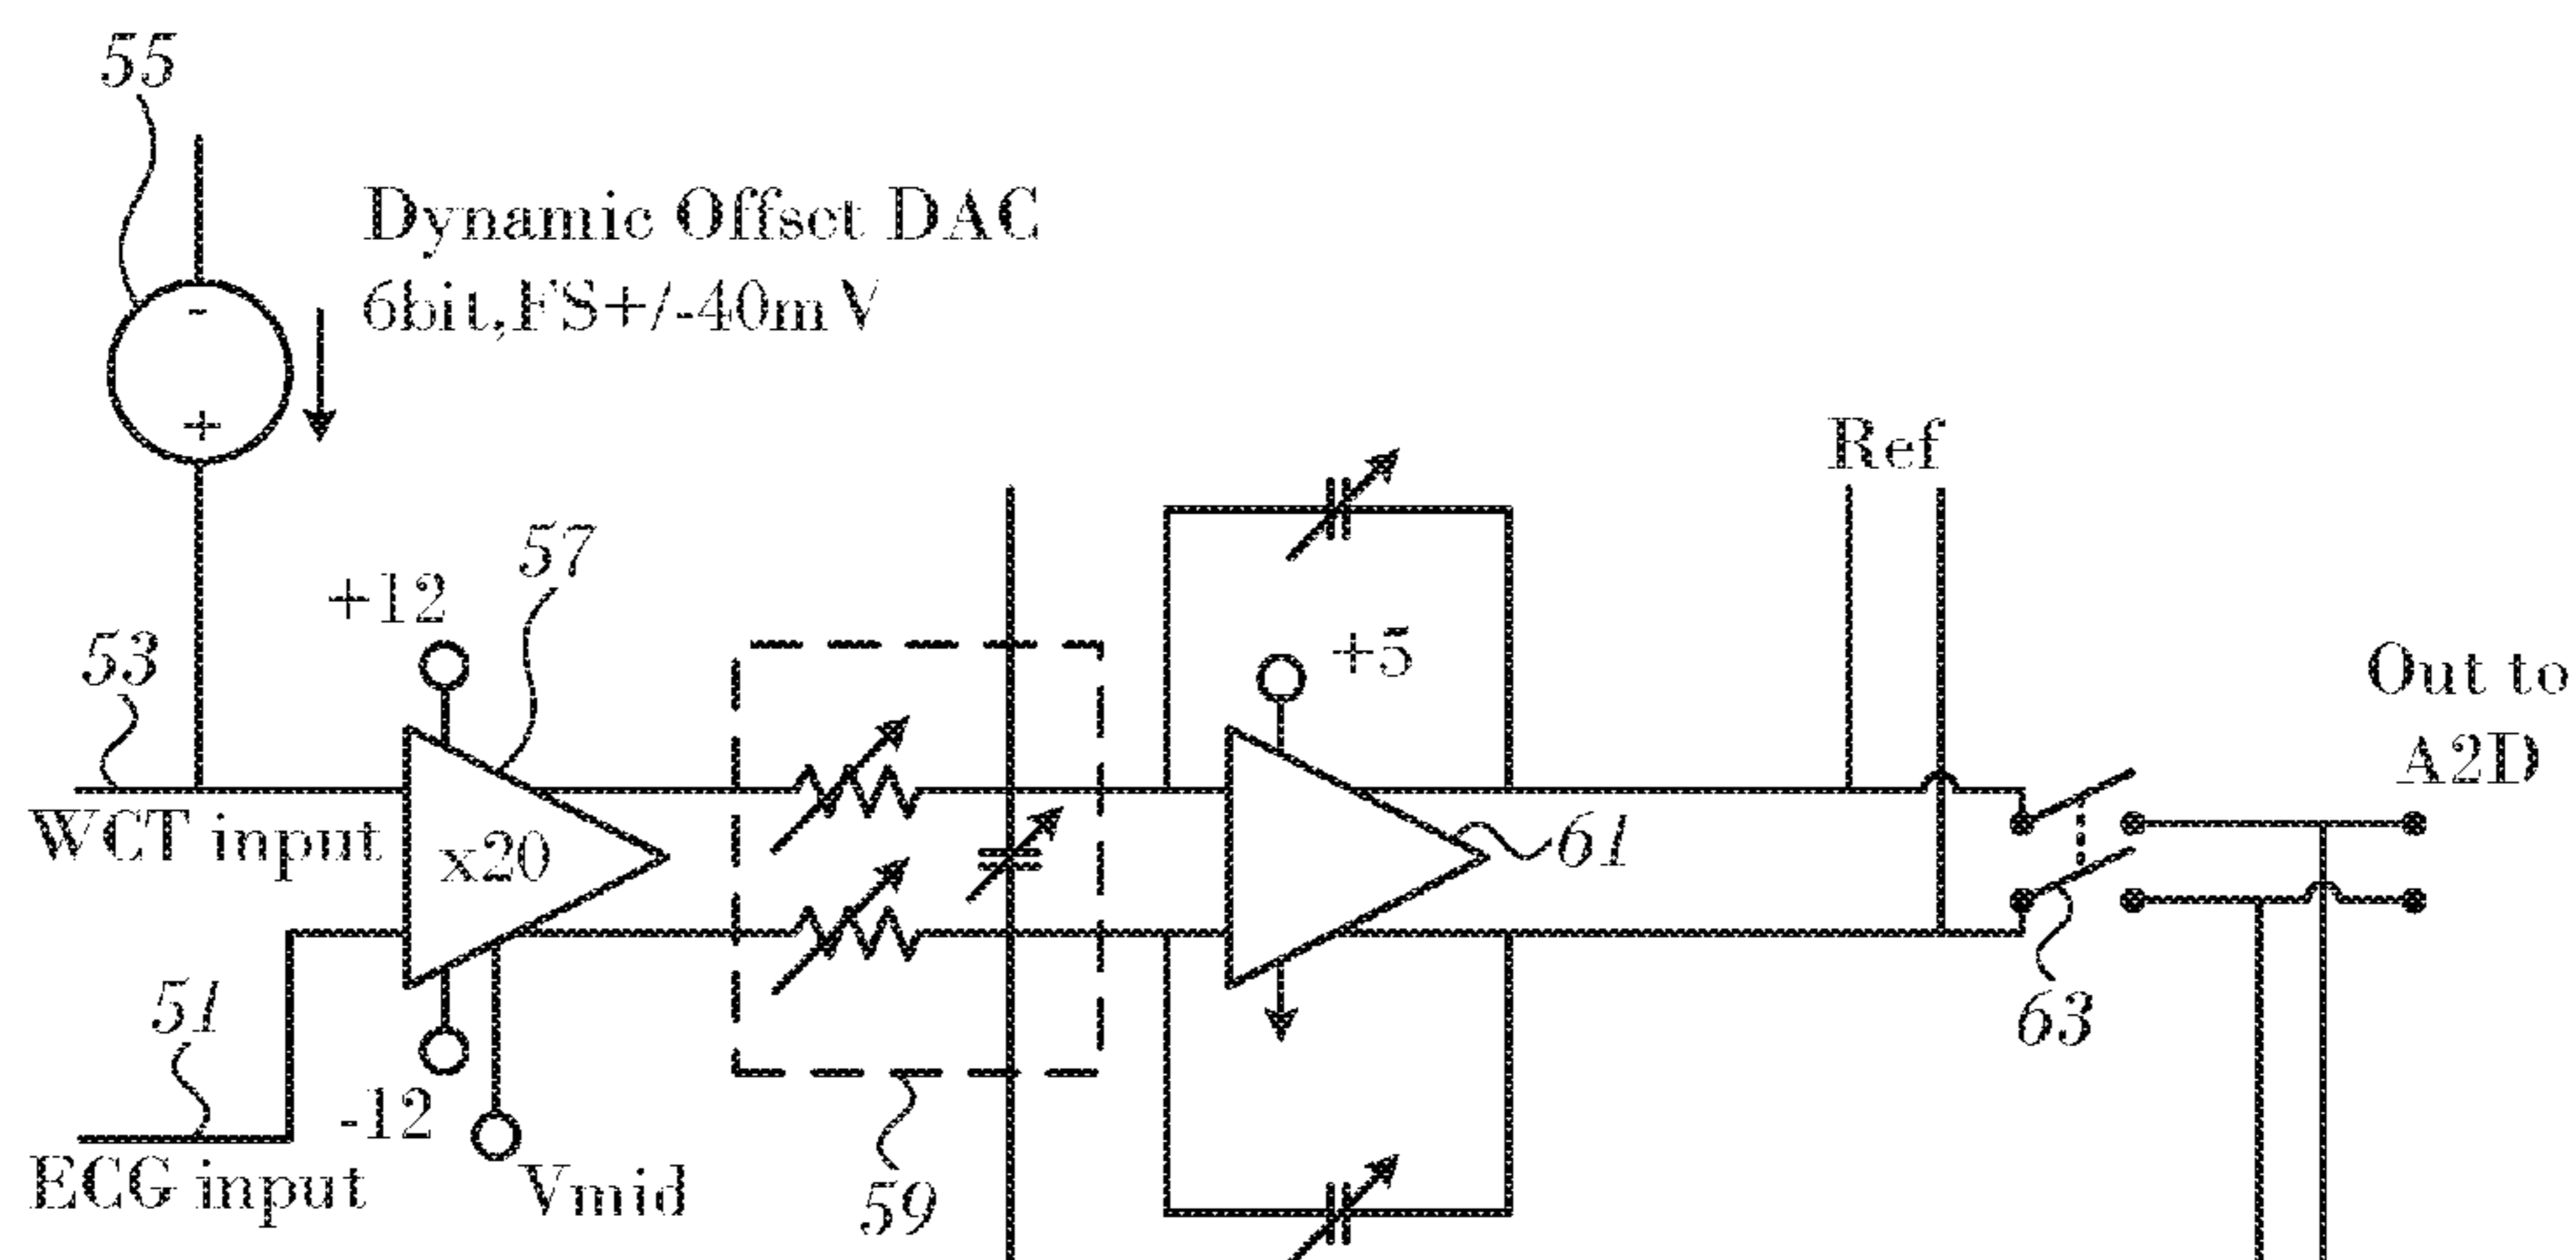 55
Dynamic Offset DAC
6bit,FS+/-40mV
-
+
Ref
57
+12
53
+5
Out to
A2D
WCT input
x20
61
51
63
-12
ECG input
Vmid
59